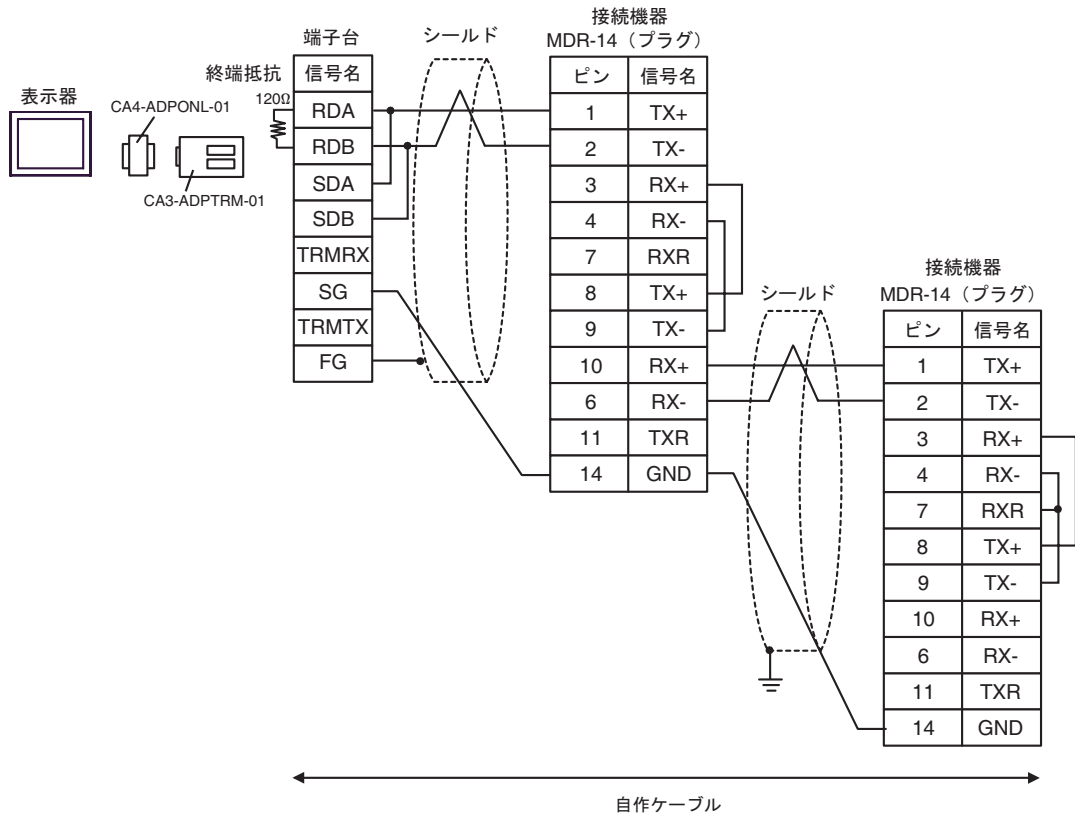 表示器
CA4-ADPONL-01
CA3-ADPTRM-01
終端抵抗
120Ω
端子台
信号名
RDA
RDB
SDA
SDB
TRMRX
SG
TRMTX
FG
シールド
接続機器
MDR-14（プラグ）
ピン 信号名
1 TX+
2 TX-
3 RX+
4 RX-
7 RXR
8 TX+
9 TX-
10 RX+
6 RX-
11 TXR
14 GND
シールド
接続機器
MDR-14（プラグ）
ピン 信号名
1 TX+
2 TX-
3 RX+
4 RX-
7 RXR
8 TX+
9 TX-
10 RX+
6 RX-
11 TXR
14 GND
自作ケーブル